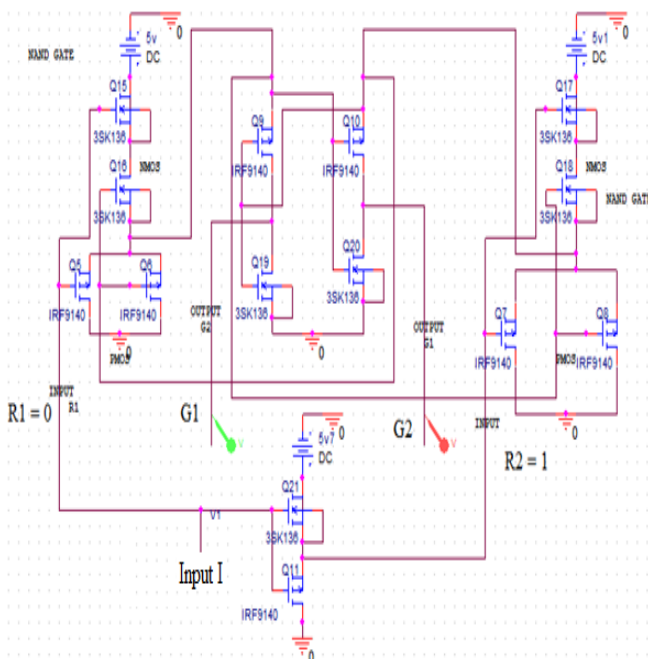 0
5v
DC
NAND GATE
Q15
3SK136
Q16
NMOS
3SK136
Q5
Q6
IRF9140
IRF9140
0
PMOS
INPUT
R1
R1 = 0
Q9
IRF9140
Q10
IRF9140
Q19
3SK136
Q20
3SK136
OUTPUT
G2
0
OUTPUT
G1
G1
V
G2
V
0
5v1
DC
Q17
3SK136
Q18
NMOS
NAND GATE
3SK136
Q7
IRF9140
Q8
PMOS
IRF9140
0
INPUT
R2 = 1
0
5v7
DC
Q21
V1
3SK136
Input I
Q11
IRF9140
0